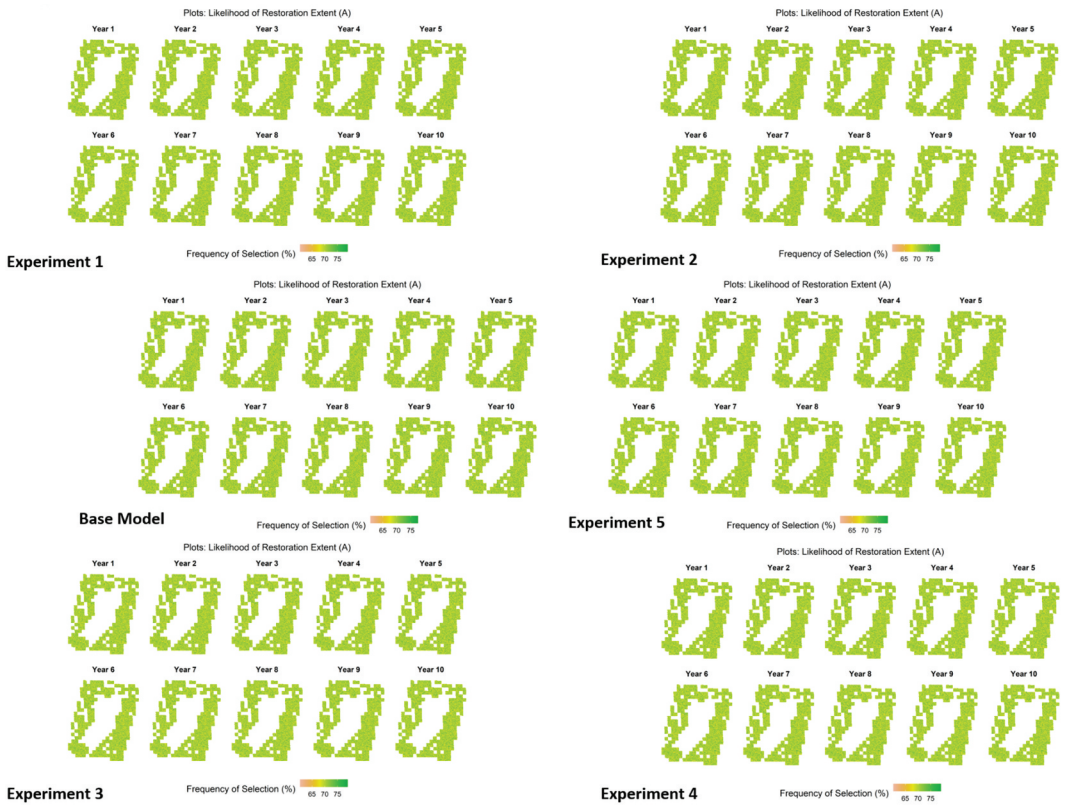 Plots: Likelihood of Restoration Extent (A)
Year 1 Year 2 Year 3 Year 4 Year 5
Year 6 Year 7 Year 8 Year 9 Year 10
Frequency of Selection (%)
65 70 75
Experiment 1
Plots: Likelihood of Restoration Extent (A)
Year 1 Year 2 Year 3 Year 4 Year 5
Year 6 Year 7 Year 8 Year 9 Year 10
Frequency of Selection (%)
65 70 75
Experiment 2
Plots: Likelihood of Restoration Extent (A)
Year 1 Year 2 Year 3 Year 4 Year 5
Year 6 Year 7 Year 8 Year 9 Year 10
Base Model
Frequency of Selection (%)
65 70 75
Plots: Likelihood of Restoration Extent (A)
Year 1 Year 2 Year 3 Year 4 Year 5
Year 6 Year 7 Year 8 Year 9 Year 10
Experiment 5
Frequency of Selection (%)
65 70 75
Plots: Likelihood of Restoration Extent (A)
Year 1 Year 2 Year 3 Year 4 Year 5
Year 6 Year 7 Year 8 Year 9 Year 10
Frequency of Selection (%)
65 70 75
Experiment 3
Plots: Likelihood of Restoration Extent (A)
Year 1 Year 2 Year 3 Year 4 Year 5
Year 6 Year 7 Year 8 Year 9 Year 10
Frequency of Selection (%)
65 70 75
Experiment 4